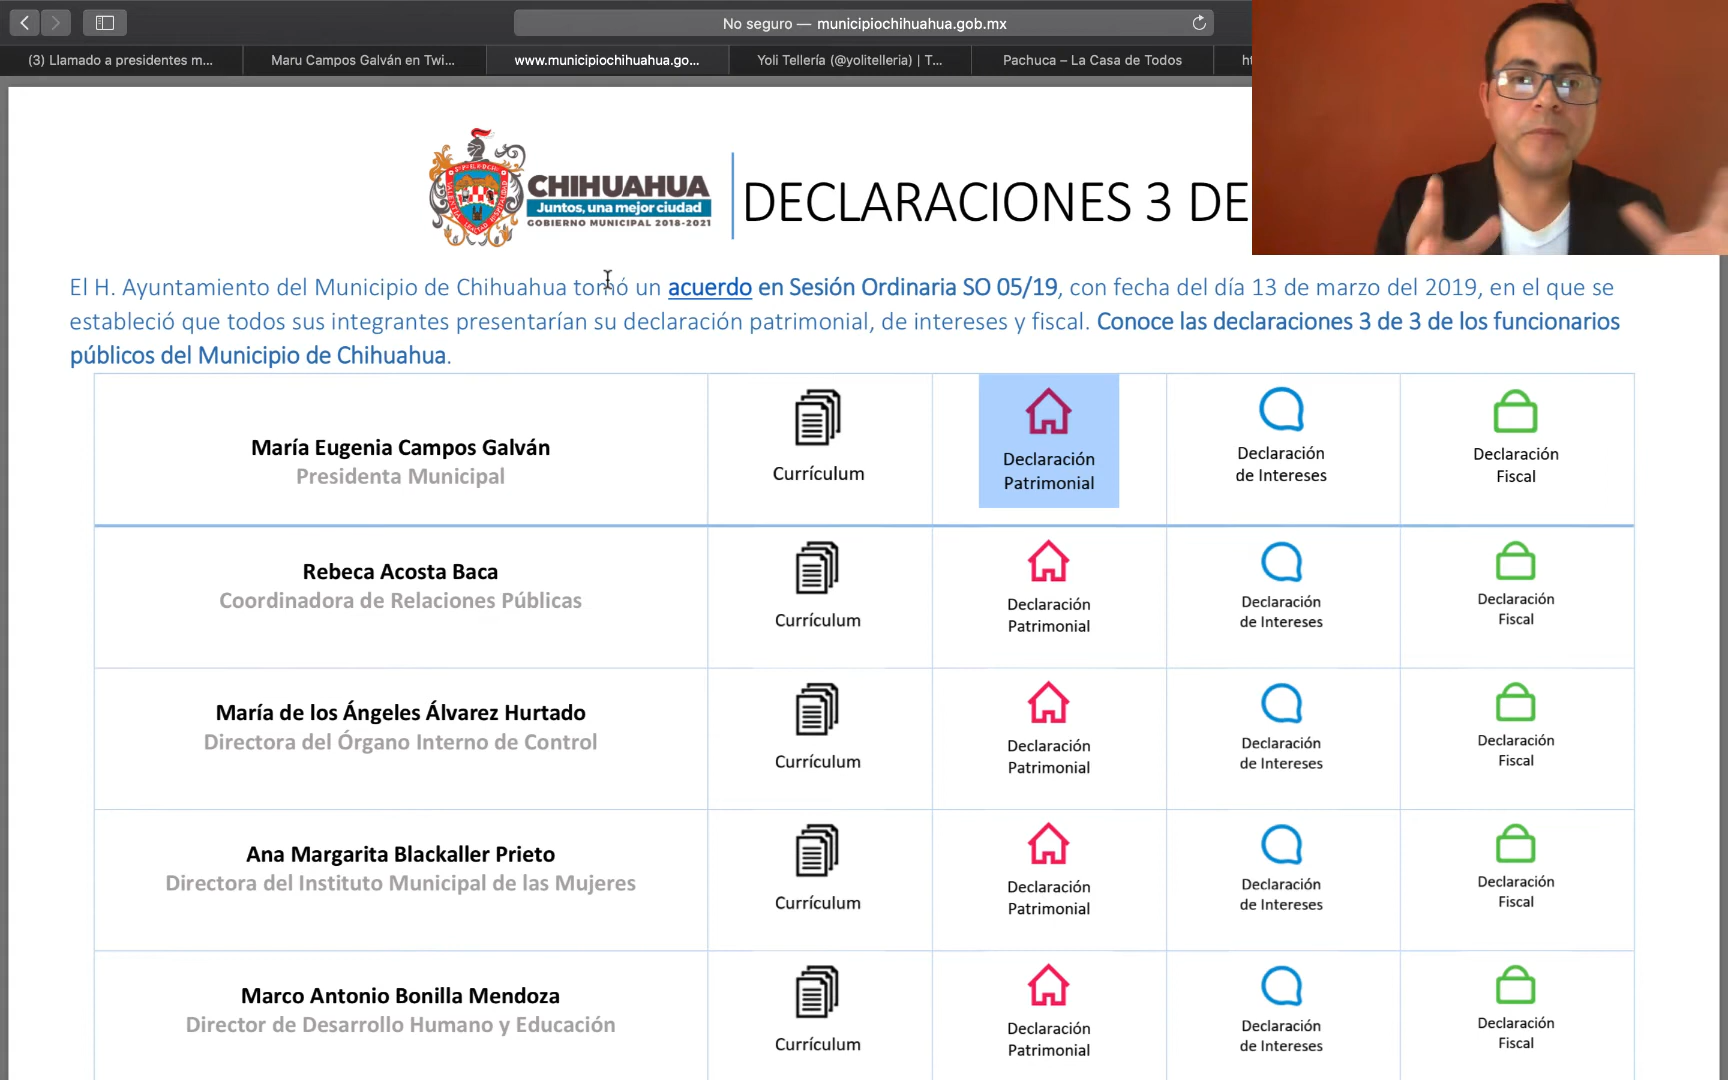 No seguro — municipiochihuahua.gob.mx
(3) Llamado a presidentes m...
Maru Campos Galván en Twi...
www.municipiochihuahua.go...
Yoli Tellería (@yolitelleria) | T...
Pachuca – La Casa de Todos
CHIHUAHUA
Juntos, una mejor ciudad
GOBIERNO MUNICIPAL 2018-2021
DECLARACIONES 3 DE
El H. Ayuntamiento del Municipio de Chihuahua tomó un acuerdo en Sesión Ordinaria SO 05/19, con fecha del día 13 de marzo del 2019, en el que se
estableció que todos sus integrantes presentarían su declaración patrimonial, de intereses y fiscal. Conoce las declaraciones 3 de 3 de los funcionarios
públicos del Municipio de Chihuahua.
María Eugenia Campos Galván
Presidenta Municipal
Currículum
Declaración
Patrimonial
Declaración
de Intereses
Declaración
Fiscal
Rebeca Acosta Baca
Coordinadora de Relaciones Públicas
Currículum
Declaración
Patrimonial
Declaración
de Intereses
Declaración
Fiscal
María de los Ángeles Álvarez Hurtado
Directora del Órgano Interno de Control
Currículum
Declaración
Patrimonial
Declaración
de Intereses
Declaración
Fiscal
Ana Margarita Blackaller Prieto
Directora del Instituto Municipal de las Mujeres
Currículum
Declaración
Patrimonial
Declaración
de Intereses
Declaración
Fiscal
Marco Antonio Bonilla Mendoza
Director de Desarrollo Humano y Educación
Currículum
Declaración
Patrimonial
Declaración
de Intereses
Declaración
Fiscal